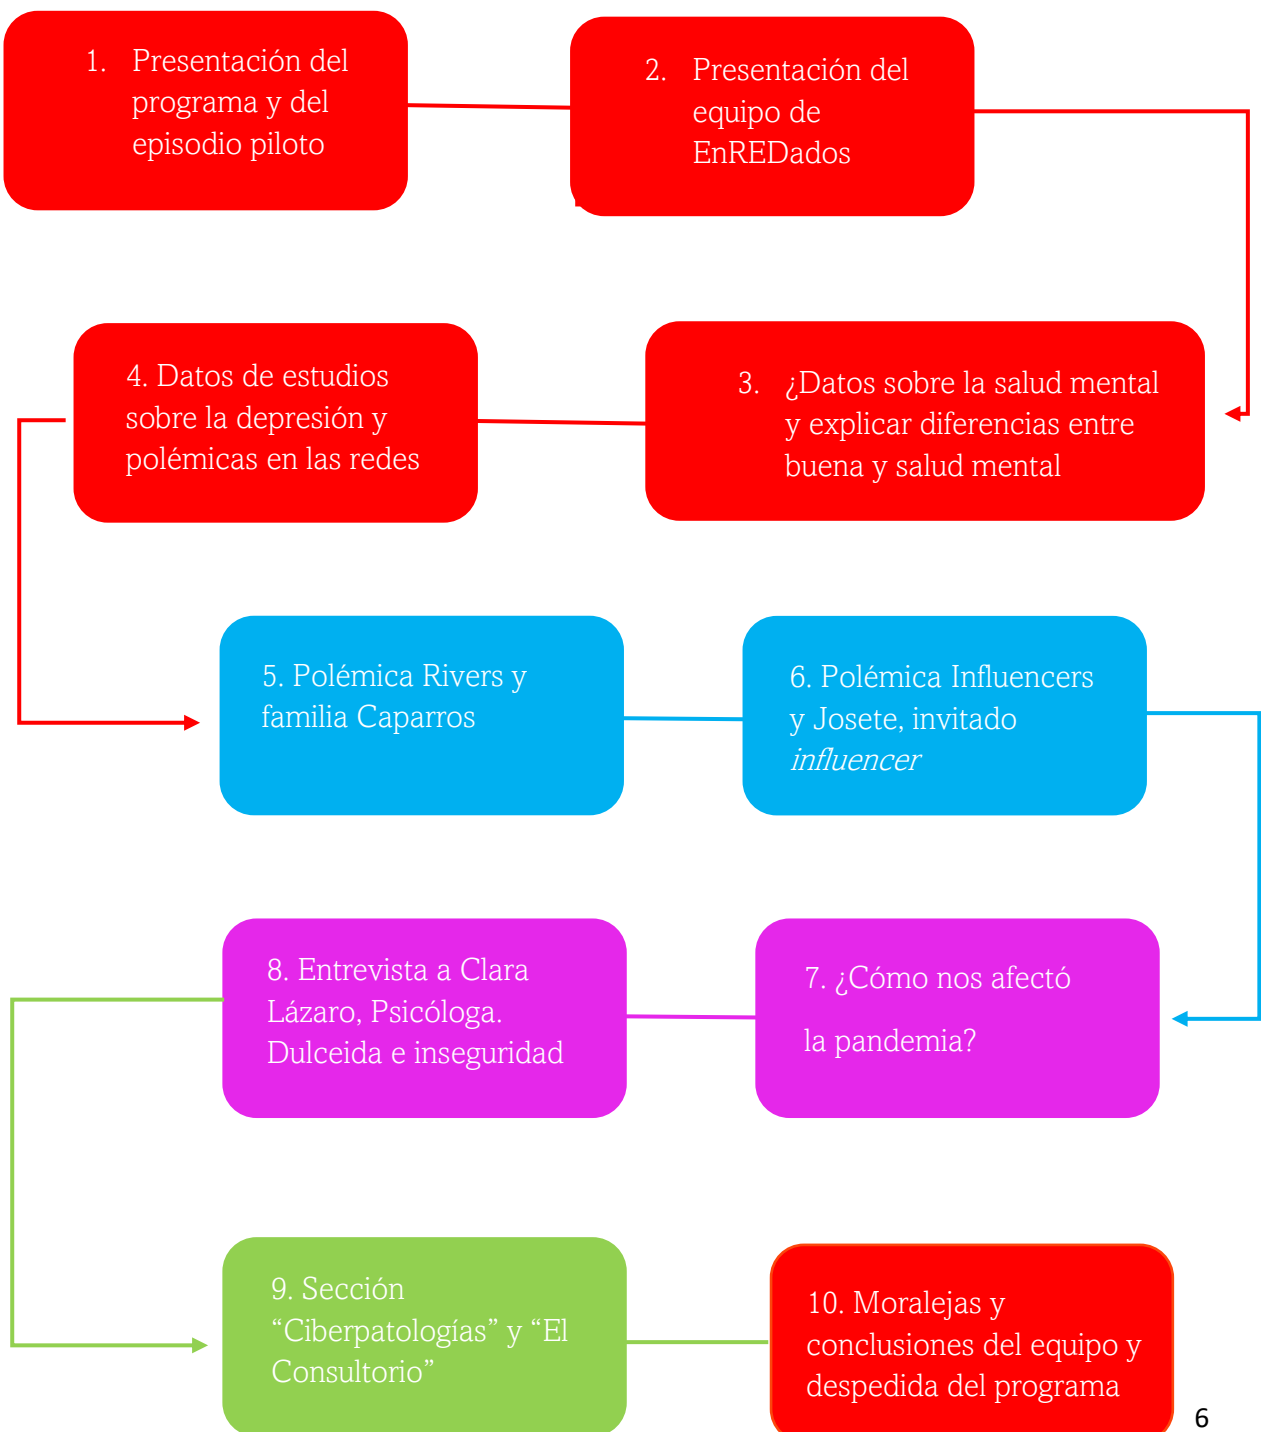 1. Presentación del
programa y del
episodio piloto
2. Presentación del
equipo de
EnREDados
3. ¿Datos sobre la salud mental
y explicar diferencias entre
buena y salud mental
4. Datos de estudios
sobre la depresión y
polémicas en las redes
5. Polémica Rivers y
familia Caparros
6. Polémica Influencers
y Josete, invitado
influencer
7. ¿Cómo nos afectó
la pandemia?
8. Entrevista a Clara
Lázaro, Psicóloga.
Dulceida e inseguridad
9. Sección
“Ciberpatologías” y “El
Consultorio”
10. Moralejas y
conclusiones del equipo y
despedida del programa
6